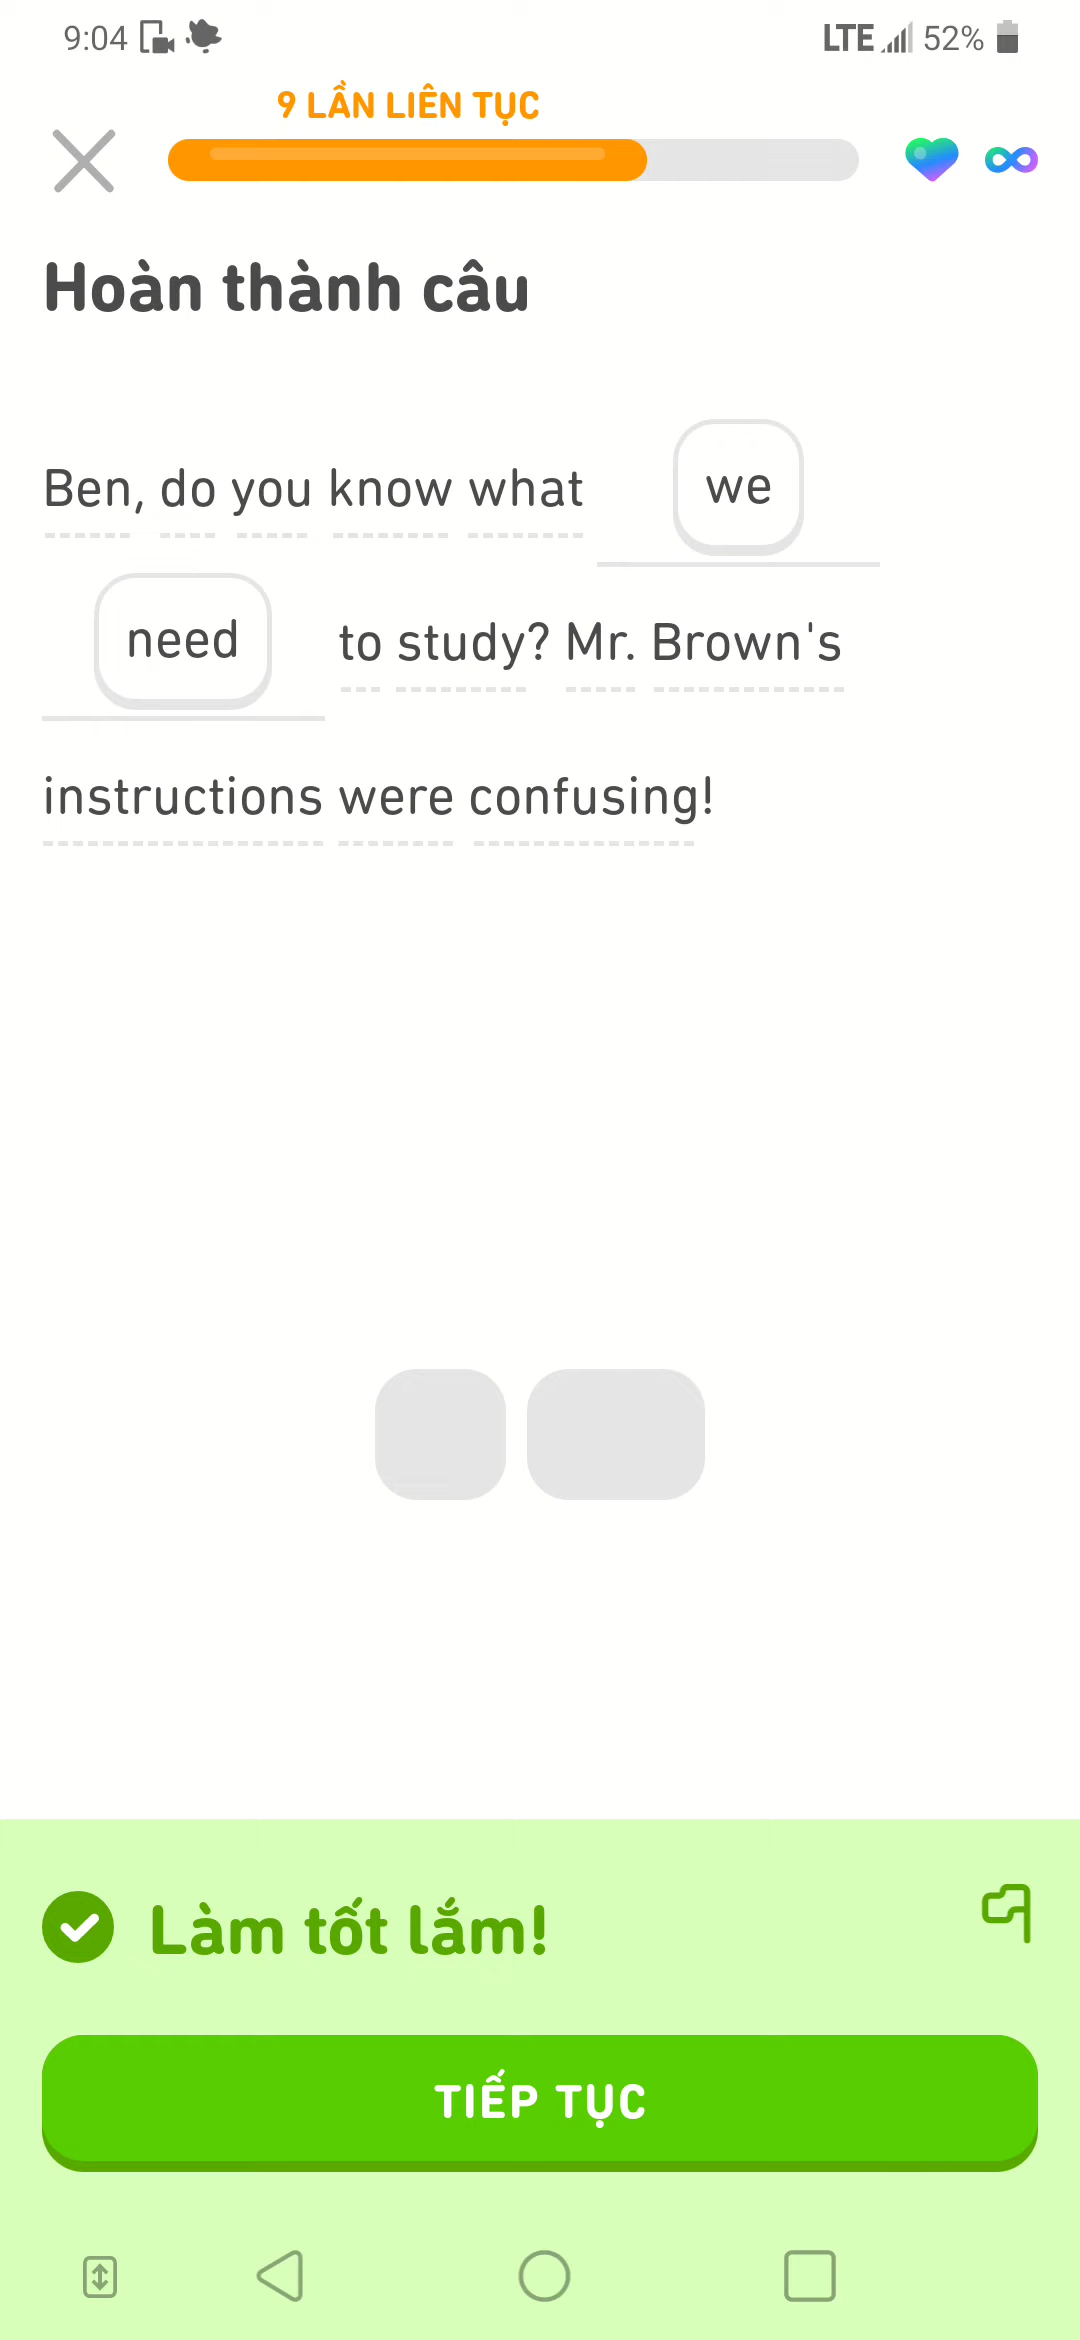 9:04 LTE 52%
9 LẦN LIÊN TỤC
Hoàn thành câu
Ben, do you know what we
need to study? Mr. Brown's
instructions were confusing!
Làm tốt lắm!
TIẾP TỤC